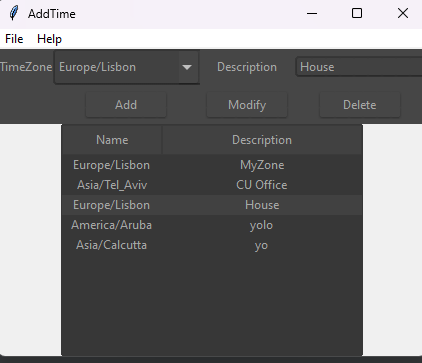 AddTime
File Help
TimeZone Europe/Lisbon Description House
Add Modify Delete
Name Description
Europe/Lisbon MyZone
Asia/Tel_Aviv CU Office
Europe/Lisbon House
America/Aruba yolo
Asia/Calcutta yo